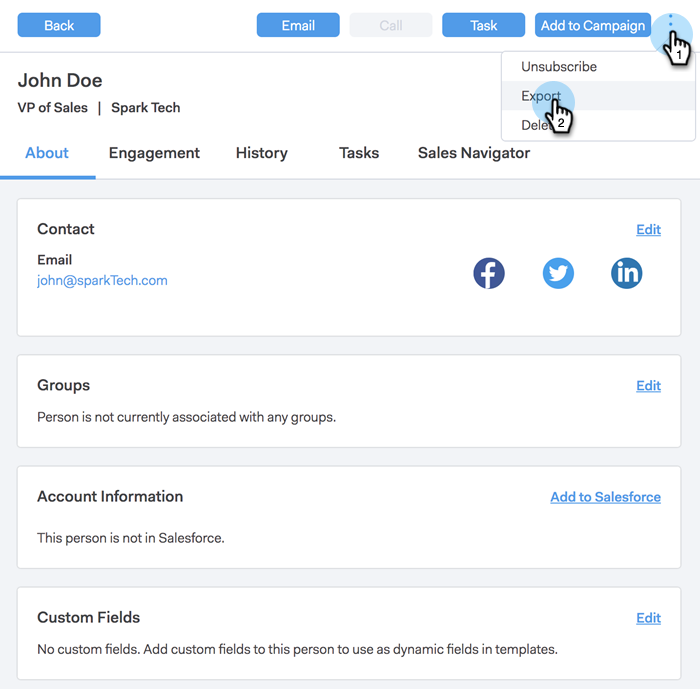 Back
Email
Call
Task
Add to Campaign
1
Unsubscribe
Export
2
Delete
John Doe
VP of Sales | Spark Tech
About
Engagement
History
Tasks
Sales Navigator
Contact
Edit
Email
john@sparkTech.com
Groups
Edit
Person is not currently associated with any groups.
Account Information
Add to Salesforce
This person is not in Salesforce.
Custom Fields
Edit
No custom fields. Add custom fields to this person to use as dynamic fields in templates.